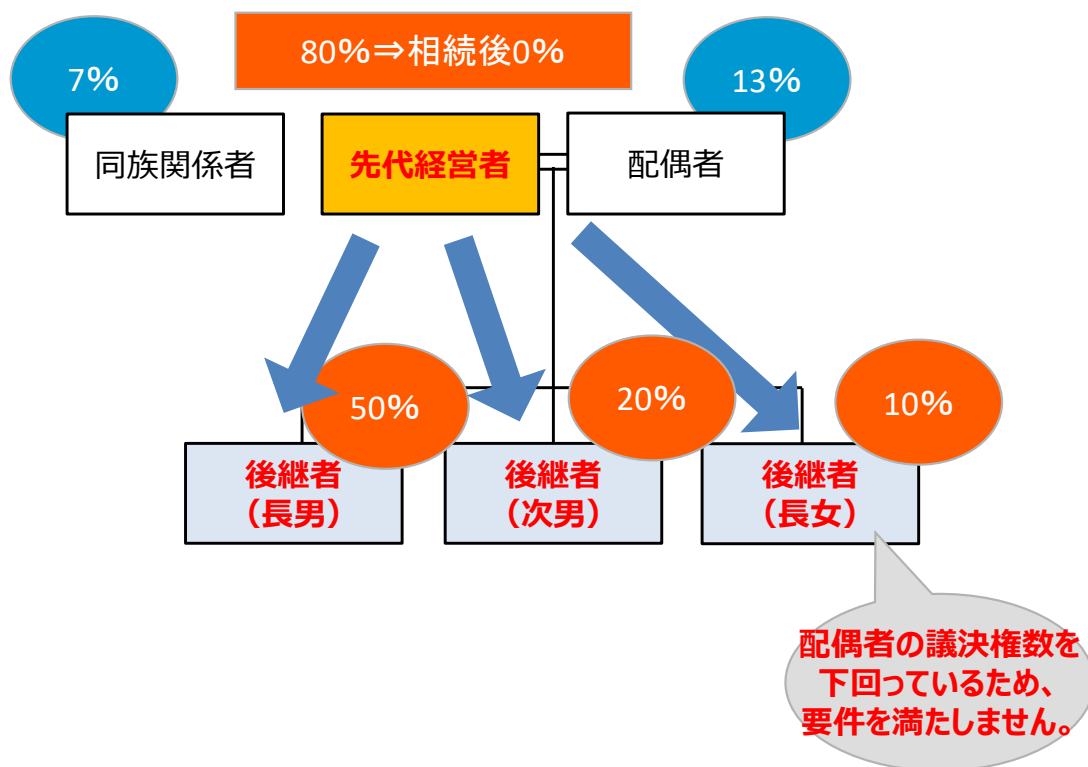 80%⇒相続後0%
7%
13%
同族関係者
先代経営者
配偶者
50%
20%
10%
後継者
（長男）
後継者
（次男）
後継者
（長女）
配偶者の議決権数を
下回っているため、
要件を満たしません。